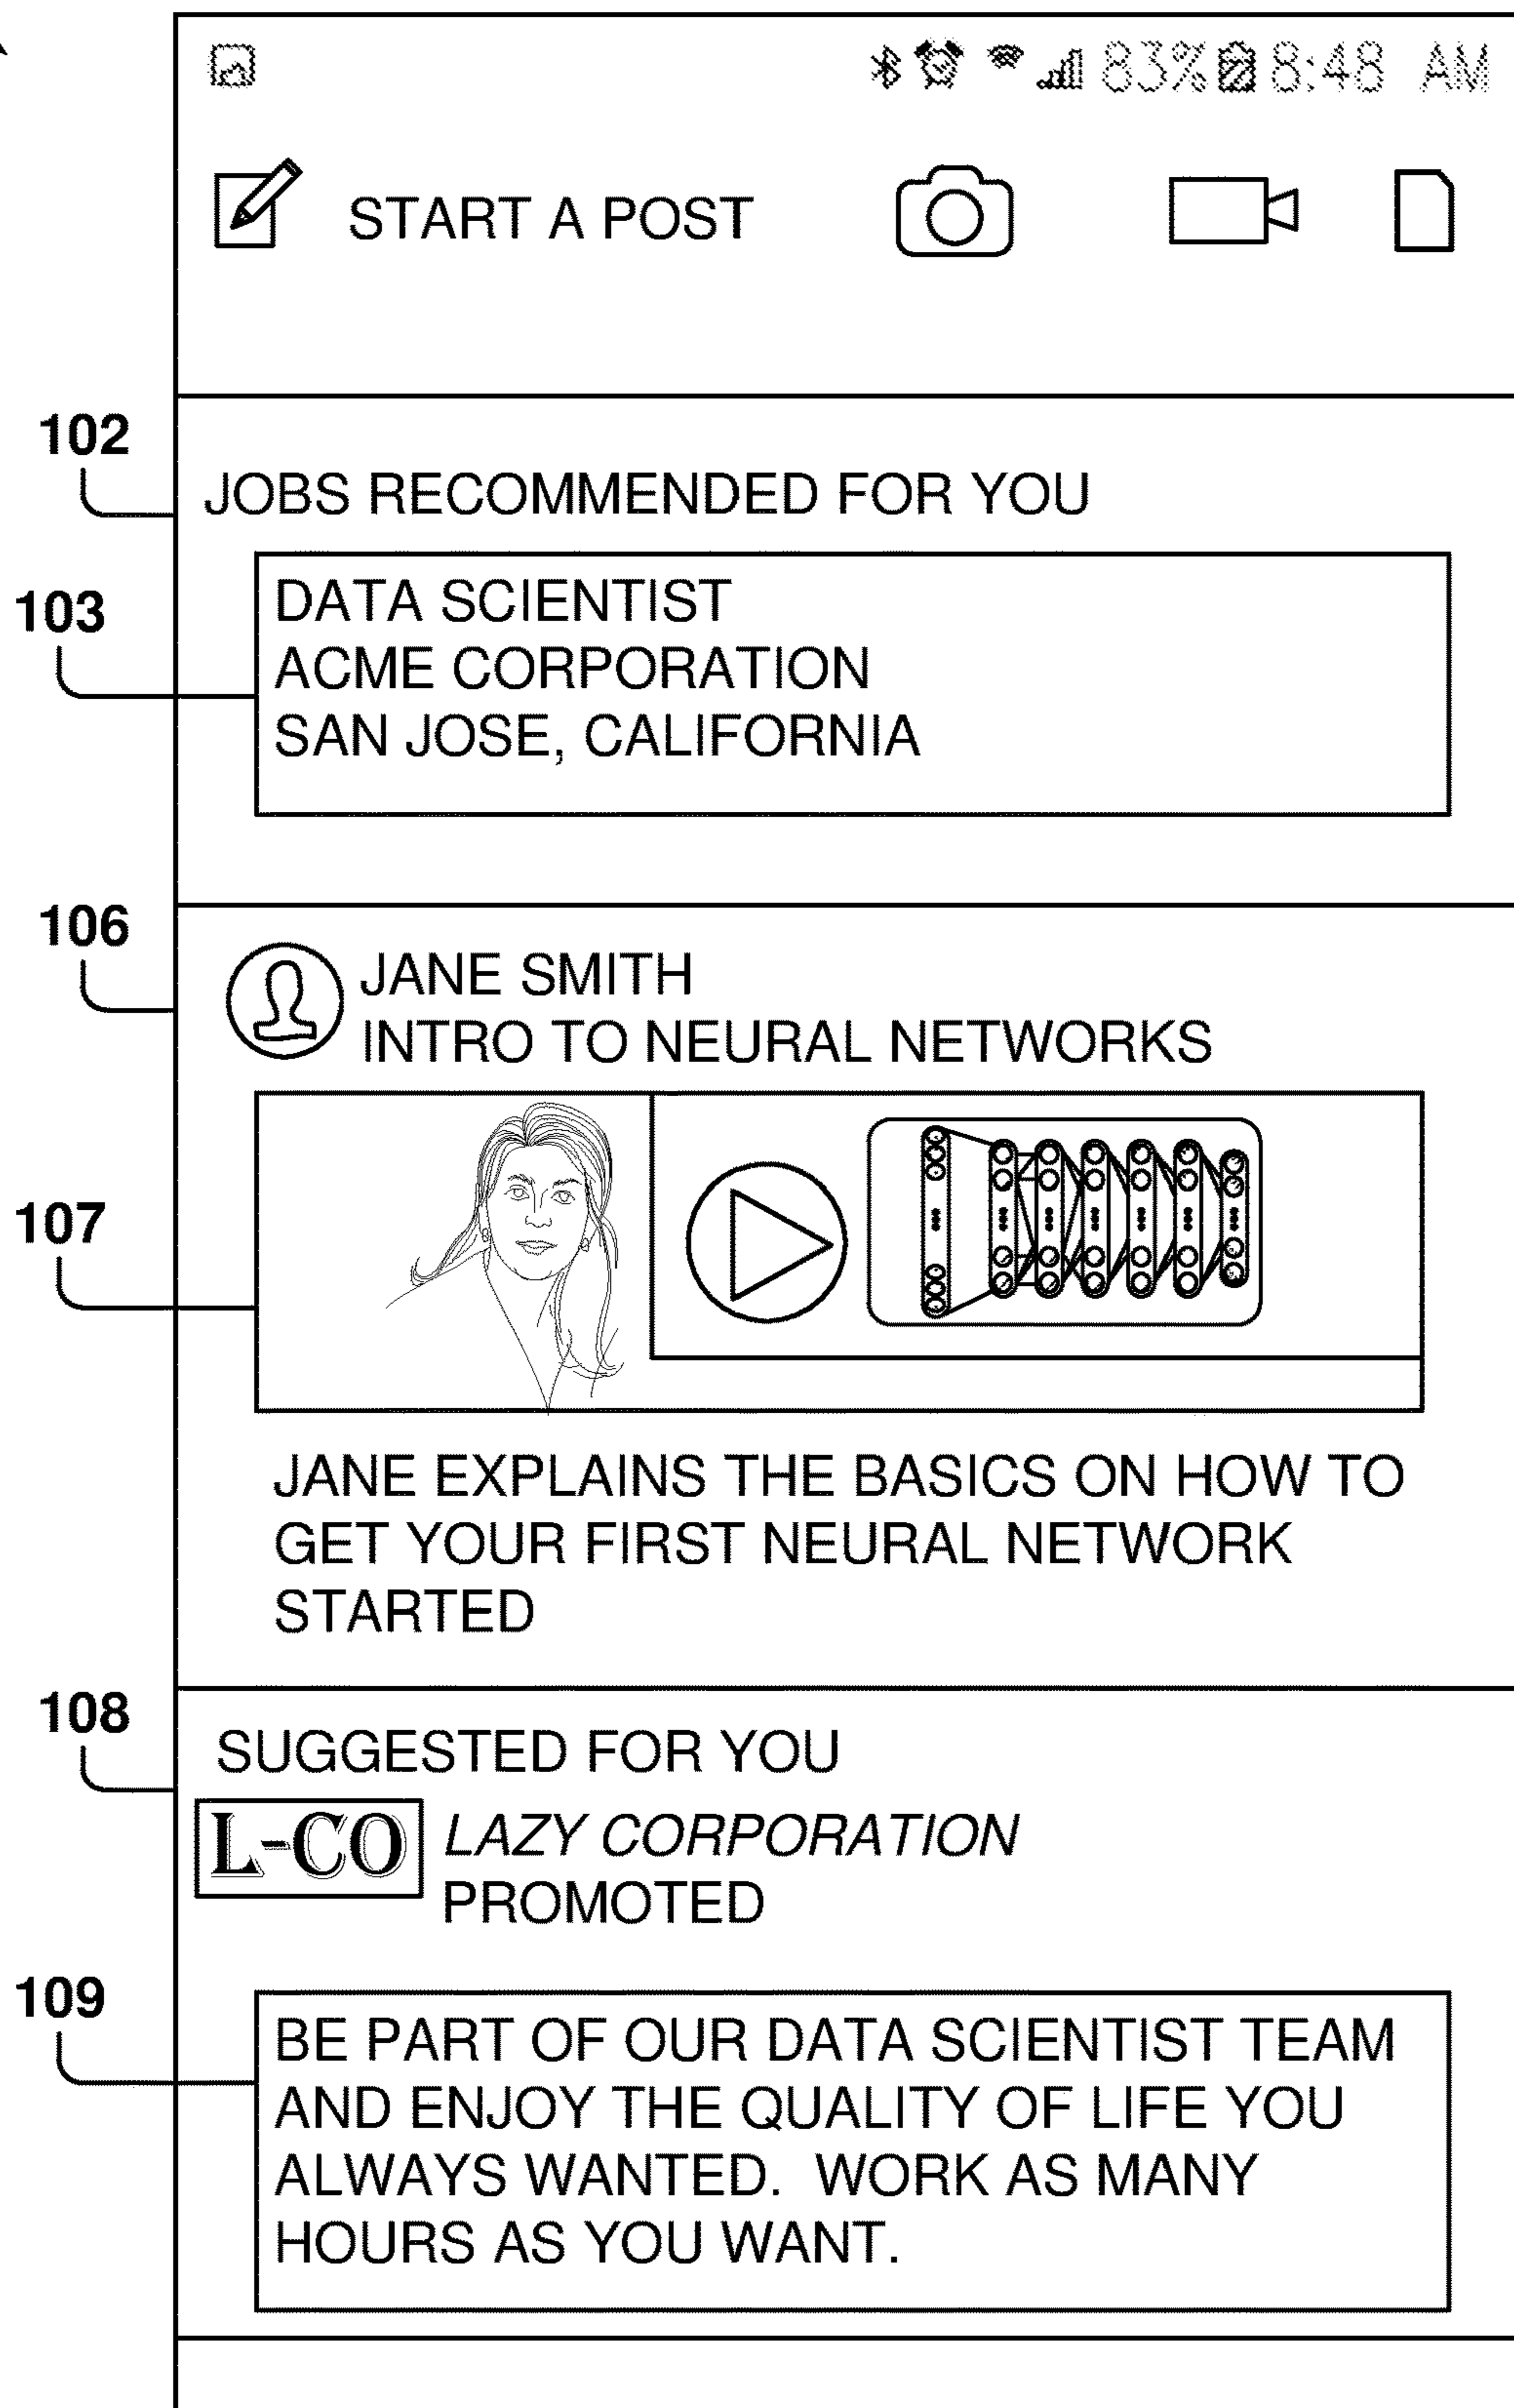 83% 8:48 AM
START A POST
102
JOBS RECOMMENDED FOR YOU
103
DATA SCIENTIST
ACME CORPORATION
SAN JOSE, CALIFORNIA
106
JANE SMITH
INTRO TO NEURAL NETWORKS
107
JANE EXPLAINS THE BASICS ON HOW TO
GET YOUR FIRST NEURAL NETWORK
STARTED
108
SUGGESTED FOR YOU
L-CO
LAZY CORPORATION
PROMOTED
109
BE PART OF OUR DATA SCIENTIST TEAM
AND ENJOY THE QUALITY OF LIFE YOU
ALWAYS WANTED.  WORK AS MANY
HOURS AS YOU WANT.